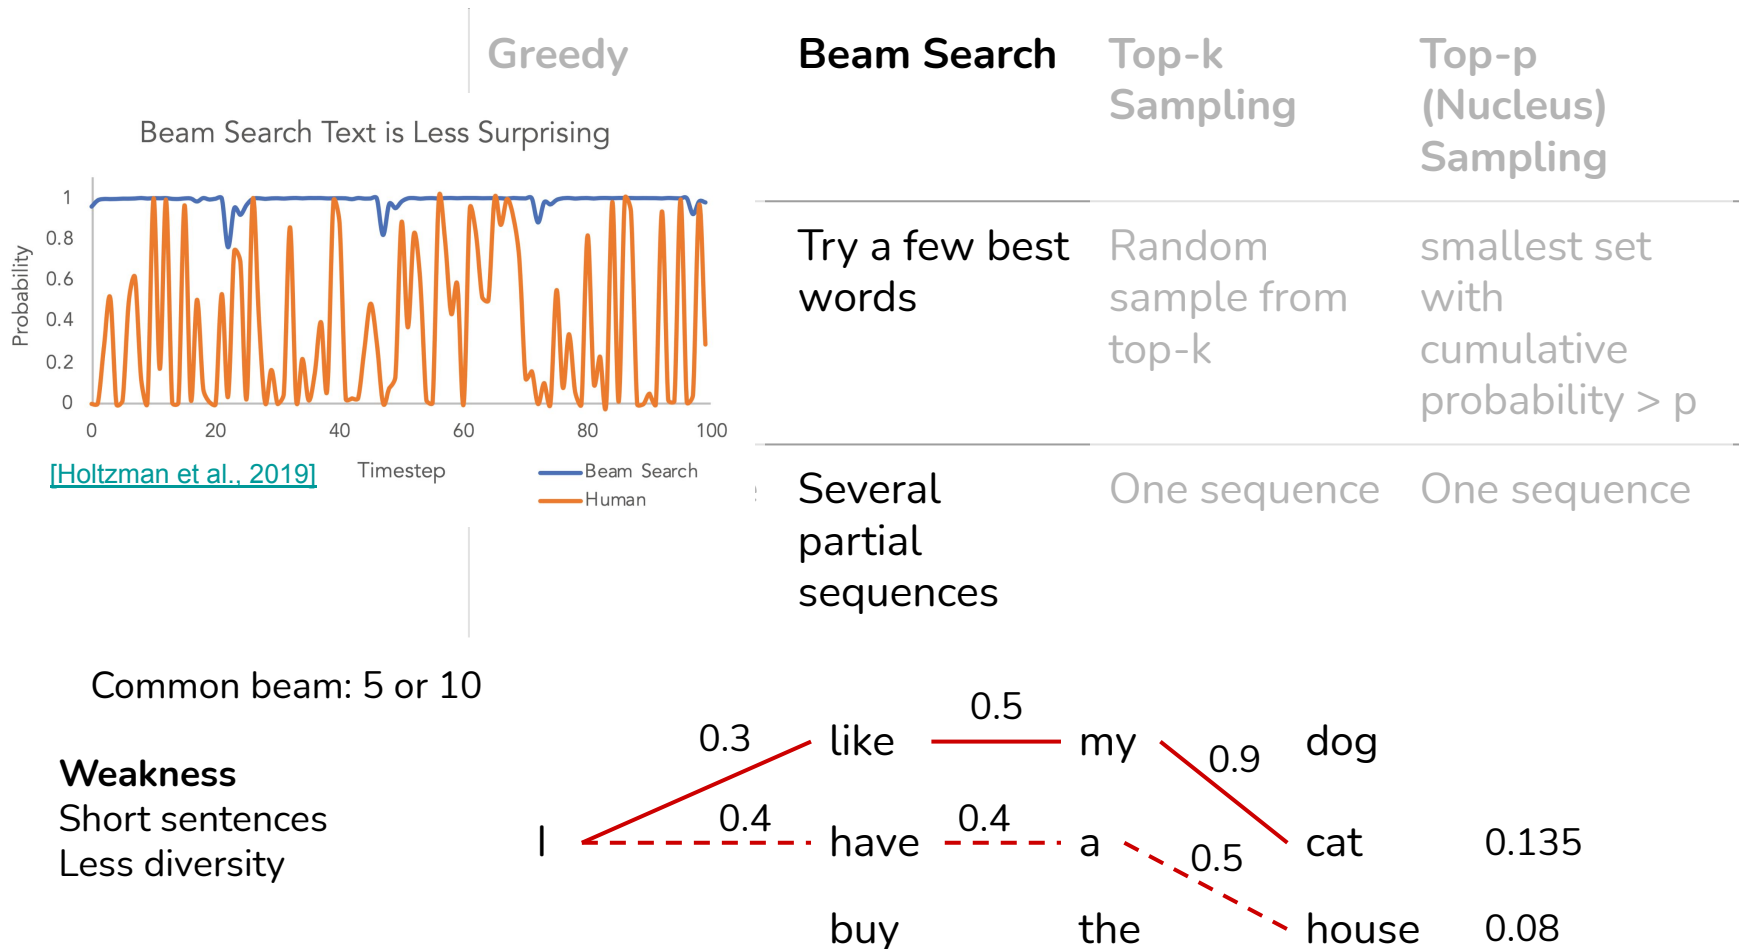 Greedy
Beam Search
Top-k
Sampling
Top-p
(Nucleus)
Sampling
Beam Search Text is Less Surprising
Probability
1
0.8
0.6
0.4
0.2
0
0 20 40 60 80 100
Timestep
Beam Search
Human
[Holtzman et al., 2019]
Try a few best
words
Random
sample from
top-k
smallest set
with
cumulative
probability > p
Several
partial
sequences
One sequence
One sequence
Common beam: 5 or 10
Weakness
Short sentences
Less diversity
0.3 like 0.5 my 0.9 dog
I 0.4 have 0.4 a 0.5 cat 0.135
buy the house 0.08